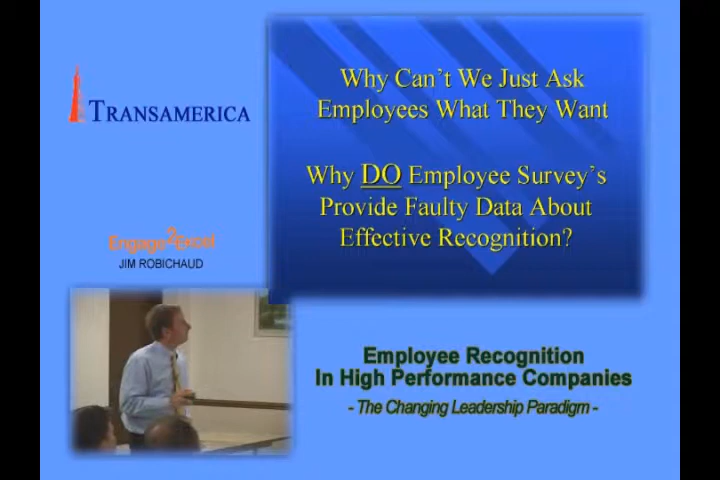 TRANSAMERICA
Why Can't We Just Ask
Employees What They Want
Why DO Employee Survey's
Provide Faulty Data About
Effective Recognition?
Engage2Excel
JIM ROBICHAUD
Employee Recognition
In High Performance Companies
- The Changing Leadership Paradigm -